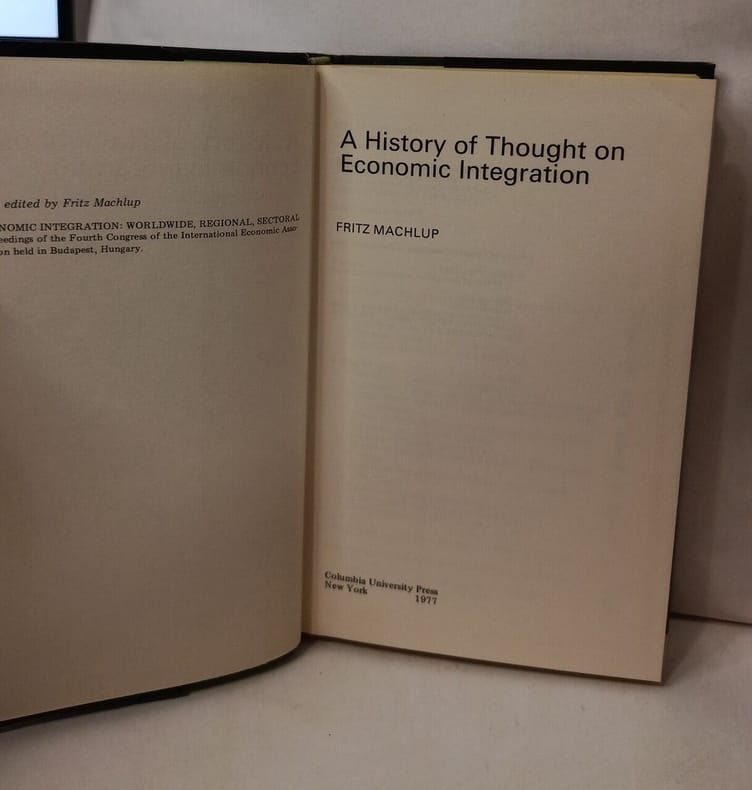 edited by Fritz Machlup
NOMIC INTEGRATION: WORLDWIDE, REGIONAL, SECTORAL
eedings of the Fourth Congress of the International Economic Asso-
on held in Budapest, Hungary.
A History of Thought on
Economic Integration
FRITZ MACHLUP
Columbia University Press
New York 1977